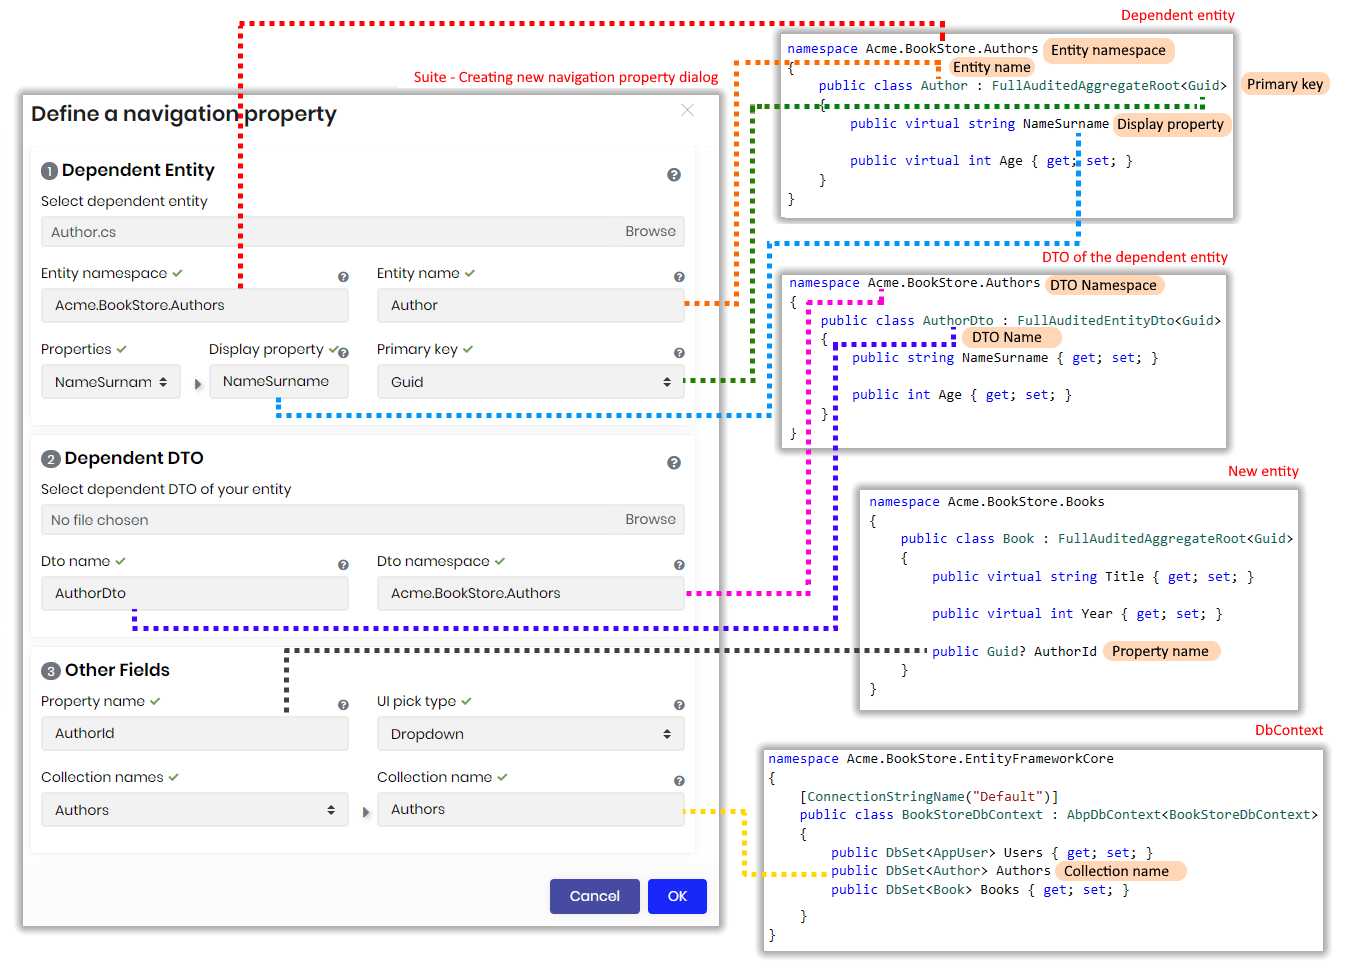 Suite - Creating new navigation property dialog
Define a navigation property
1 Dependent Entity
Select dependent entity
Author.cs Browse
Entity namespace Entity name
Acme.BookStore.Authors Author
Properties Display property Primary key
NameSurnam NameSurname Guid
2 Dependent DTO
Select dependent DTO of your entity
No file chosen Browse
Dto name Dto namespace
AuthorDto Acme.BookStore.Authors
3 Other Fields
Property name UI pick type
AuthorId Dropdown
Collection names Collection name
Authors Authors
Cancel OK
Dependent entity
namespace Acme.BookStore.Authors Entity namespace
{ Entity name
public class Author : FullAuditedAggregateRoot<Guid> Primary key
{
public virtual string NameSurname Display property
public virtual int Age { get; set; }
}
}
DTO of the dependent entity
namespace Acme.BookStore.Authors DTO Namespace
{
public class AuthorDto : FullAuditedEntityDto<Guid>
{ DTO Name
public string NameSurname { get; set; }
public int Age { get; set; }
}
}
New entity
namespace Acme.BookStore.Books
{
public class Book : FullAuditedAggregateRoot<Guid>
{
public virtual string Title { get; set; }
public virtual int Year { get; set; }
public Guid? AuthorId Property name
}
}
DbContext
namespace Acme.BookStore.EntityFrameworkCore
{
[ConnectionStringName("Default")]
public class BookStoreDbContext : AbpDbContext<BookStoreDbContext>
{
public DbSet<AppUser> Users { get; set; }
public DbSet<Author> Authors Collection name
public DbSet<Book> Books { get; set; }
}
}